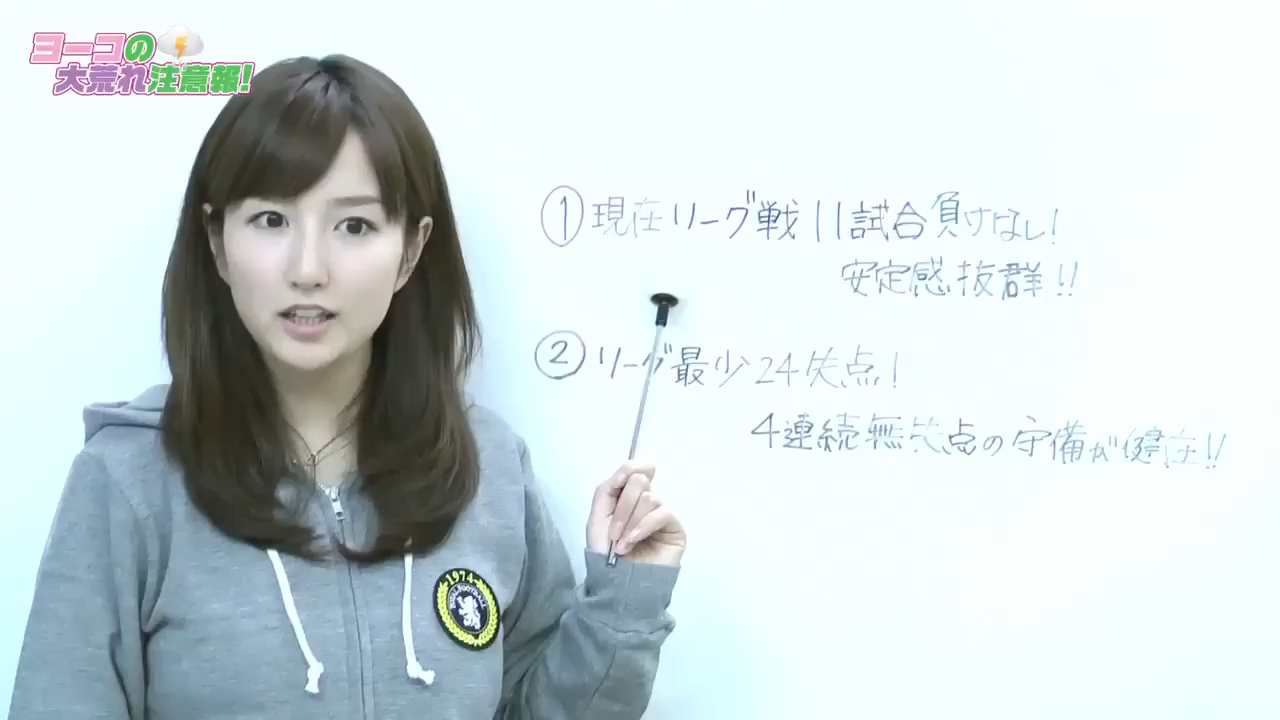 ヨーコの
大荒れ注意報!
① 現在リーグ戦11試合負けなし!
安定感抜群!!
② リーグ最少24失点!
4連続無失点の守備が健在!!
1974